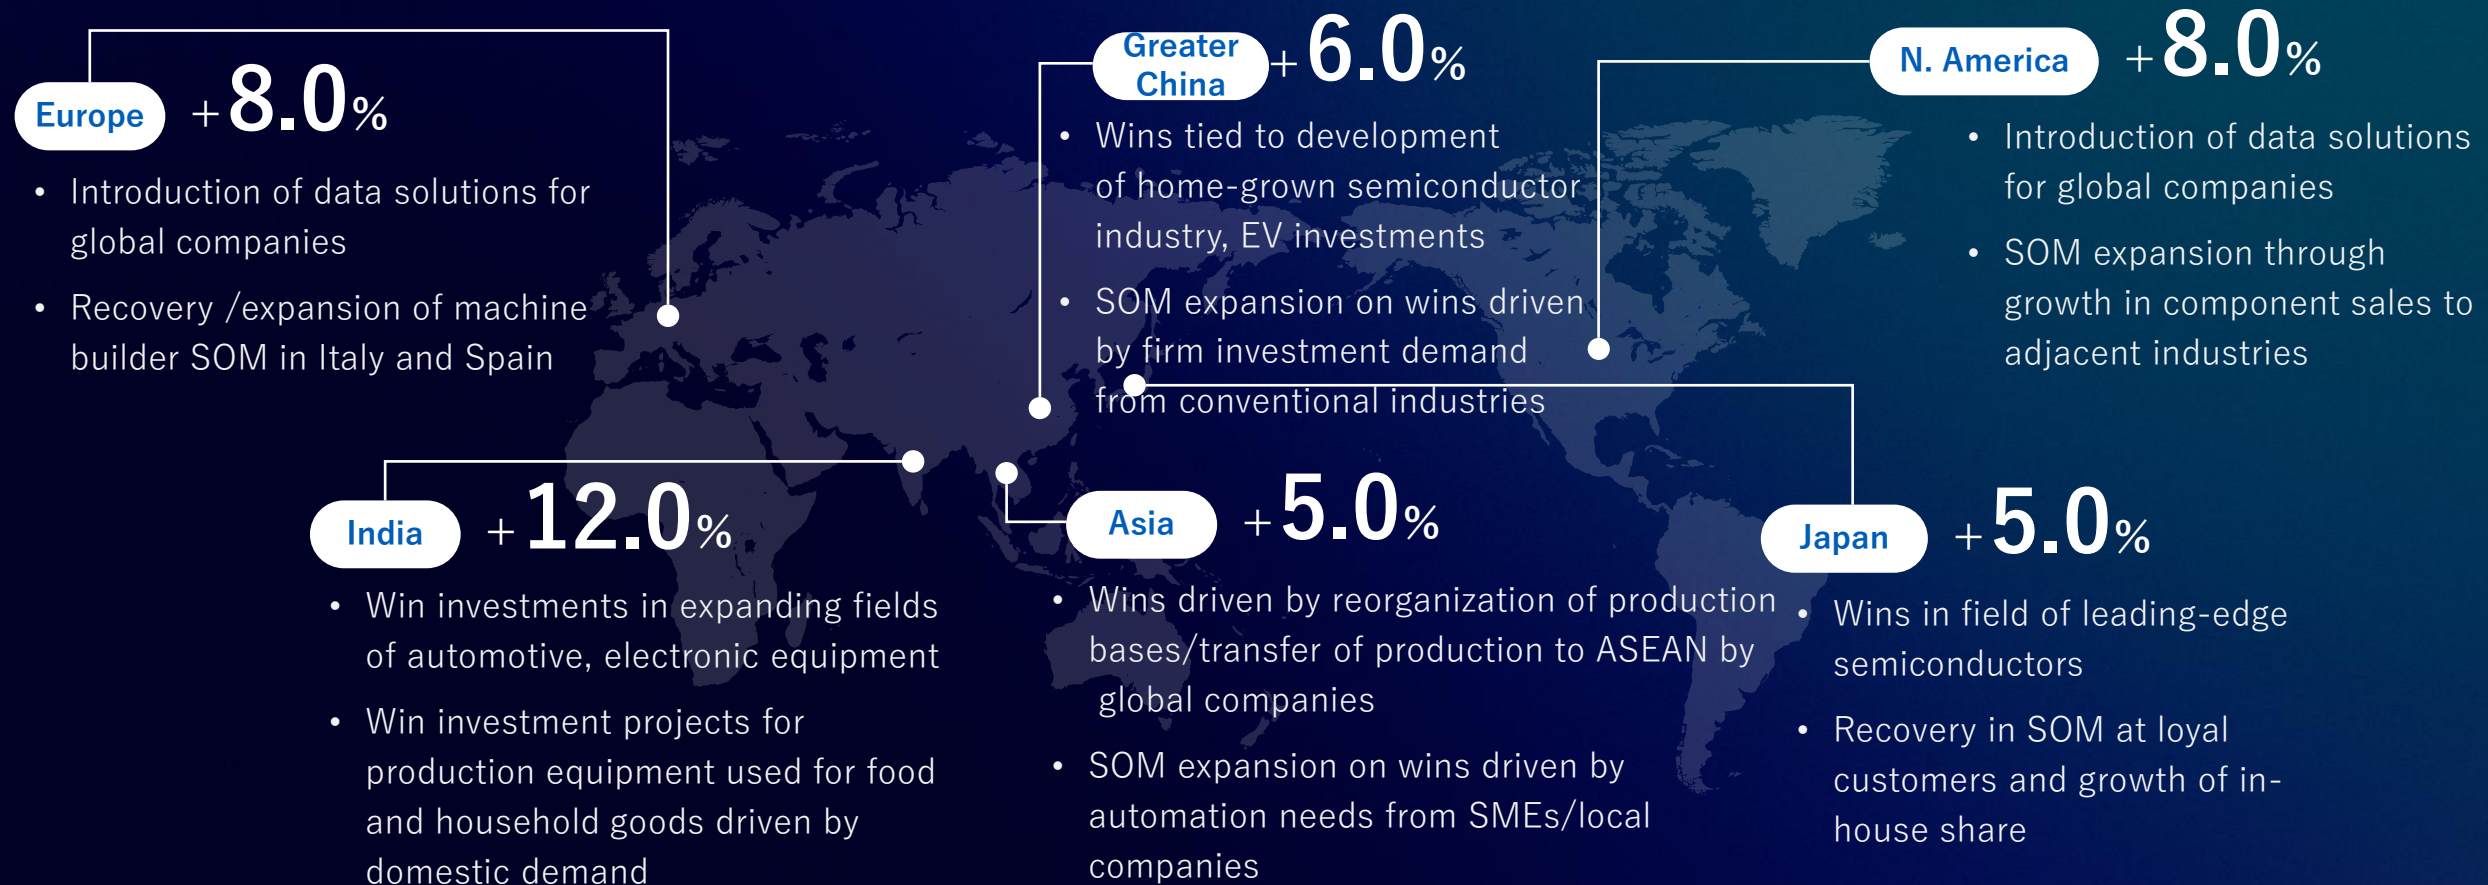 Europe +8.0%
• Introduction of data solutions for
global companies
• Recovery /expansion of machine
builder SOM in Italy and Spain
Greater
China +6.0%
• Wins tied to development
of home-grown semiconductor
industry, EV investments
• SOM expansion on wins driven
by firm investment demand
from conventional industries
N. America +8.0%
• Introduction of data solutions
for global companies
• SOM expansion through
growth in component sales to
adjacent industries
India +12.0%
• Win investments in expanding fields
of automotive, electronic equipment
• Win investment projects for
production equipment used for food
and household goods driven by
domestic demand
Asia +5.0%
• Wins driven by reorganization of production
bases/transfer of production to ASEAN by
global companies
• SOM expansion on wins driven by
automation needs from SMEs/local
companies
Japan +5.0%
• Wins in field of leading-edge
semiconductors
• Recovery in SOM at loyal
customers and growth of in-
house share